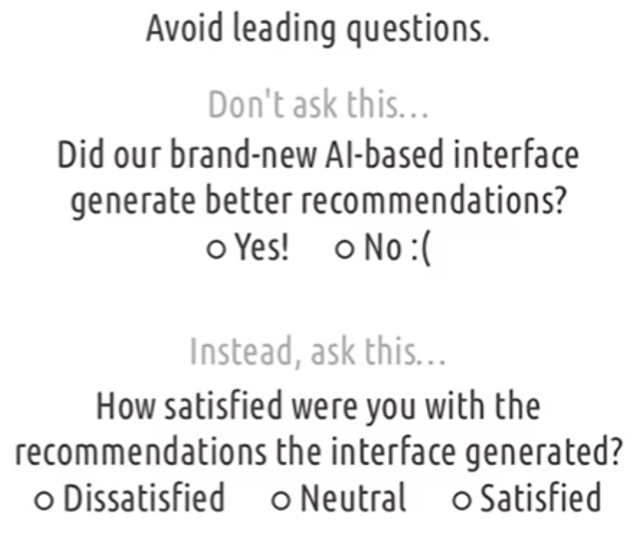 Avoid leading questions.
Don't ask this...
Did our brand-new AI-based interface
generate better recommendations?
○ Yes! ○ No :(
Instead, ask this...
How satisfied were you with the
recommendations the interface generated?
○ Dissatisfied ○ Neutral ○ Satisfied